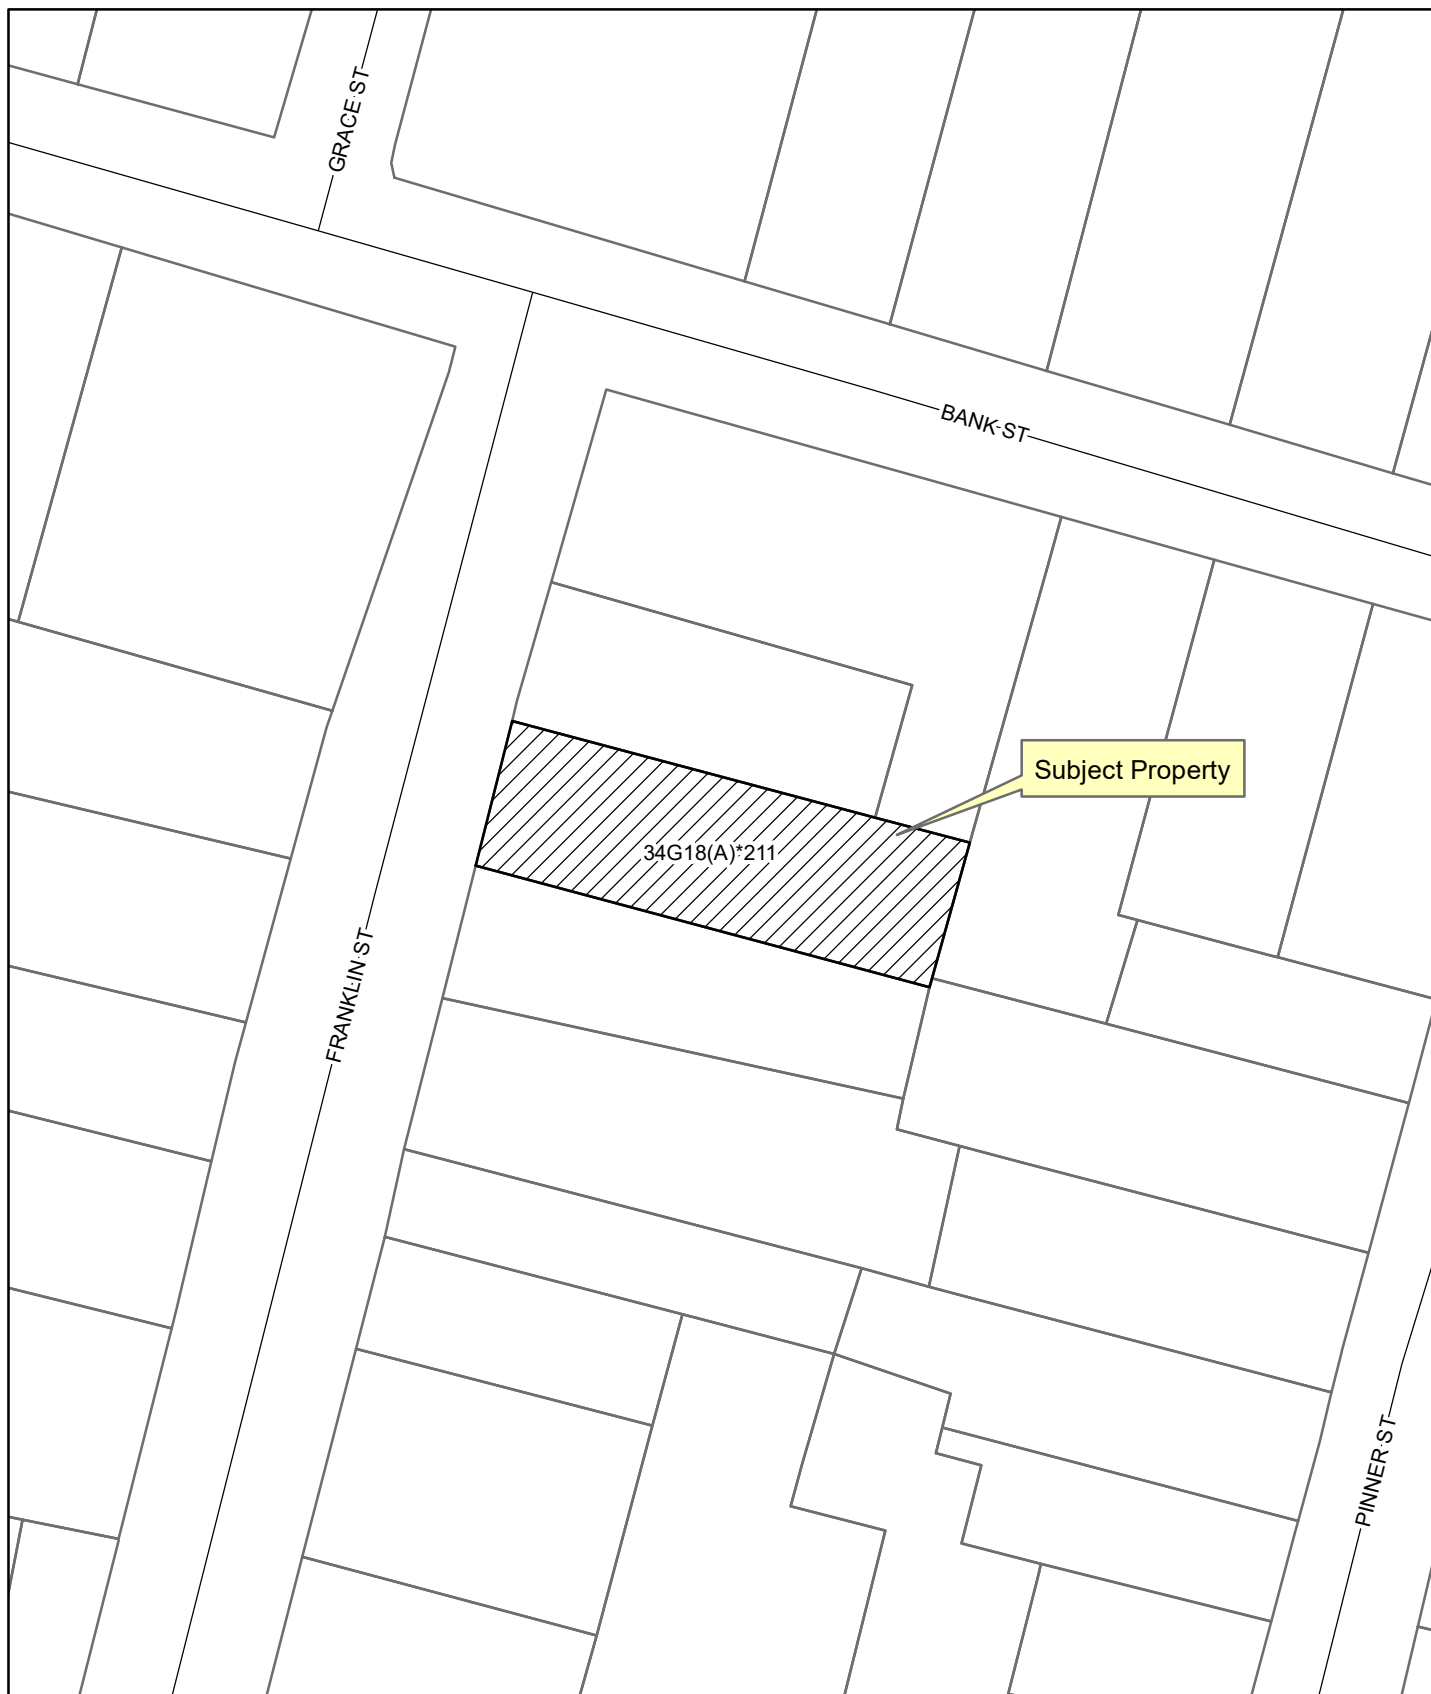 GRACE ST
BANK ST
Subject Property
34G18(A)*211
FRANKLIN ST
PINNER ST